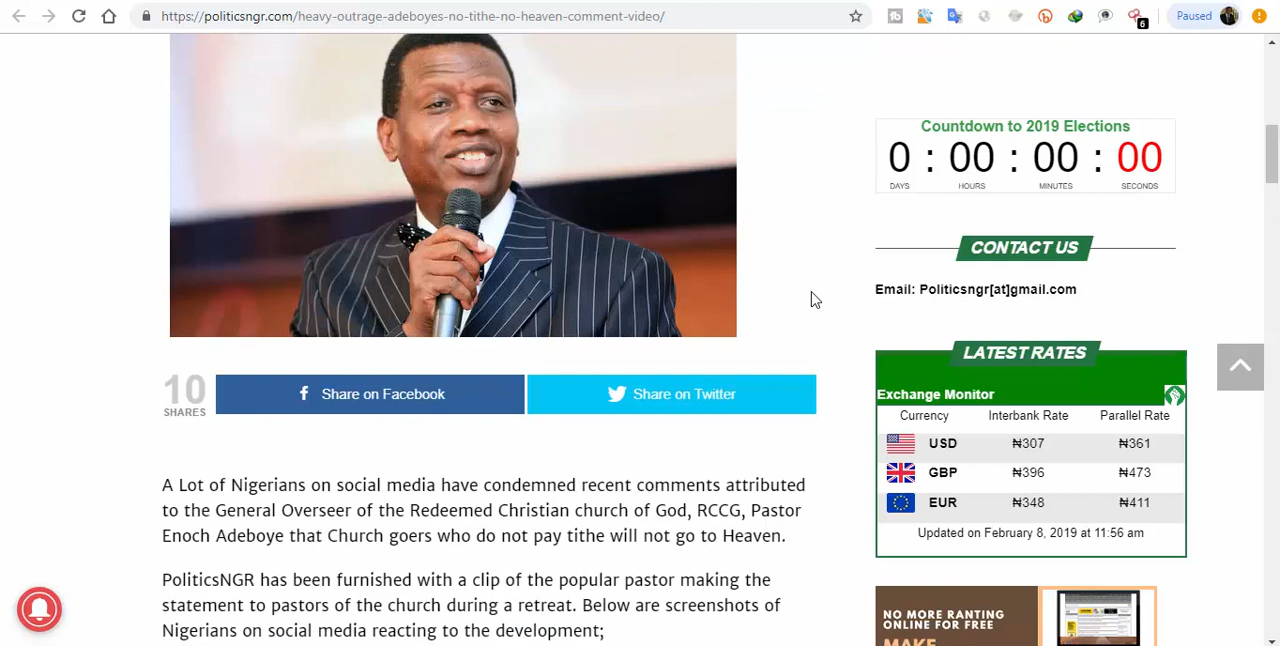 https://politicsngr.com/heavy-outrage-adeboyes-no-tithe-no-heaven-comment-video/
6
Paused
Countdown to 2019 Elections
0 : 00 : 00 : 00
DAYS HOURS MINUTES SECONDS
CONTACT US
Email: Politicsngr[at]gmail.com
LATEST RATES
Exchange Monitor
Currency Interbank Rate Parallel Rate
USD ₦307 ₦361
GBP ₦396 ₦473
EUR ₦348 ₦411
Updated on February 8, 2019 at 11:56 am
NO MORE RANTING
ONLINE FOR FREE
MAKE
10
SHARES
Share on Facebook
Share on Twitter
A Lot of Nigerians on social media have condemned recent comments attributed
to the General Overseer of the Redeemed Christian church of God, RCCG, Pastor
Enoch Adeboye that Church goers who do not pay tithe will not go to Heaven.
PoliticsNGR has been furnished with a clip of the popular pastor making the
statement to pastors of the church during a retreat. Below are screenshots of
Nigerians on social media reacting to the development;